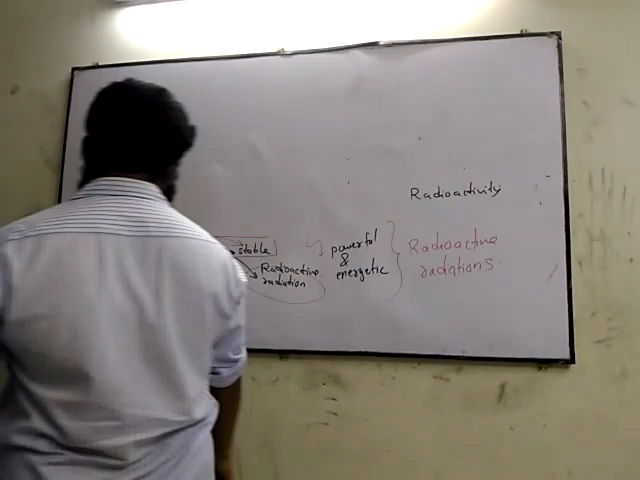 Radioactivity
stable
Radioactive
radiation
powerful
&
energetic
Radioactive
radiations.